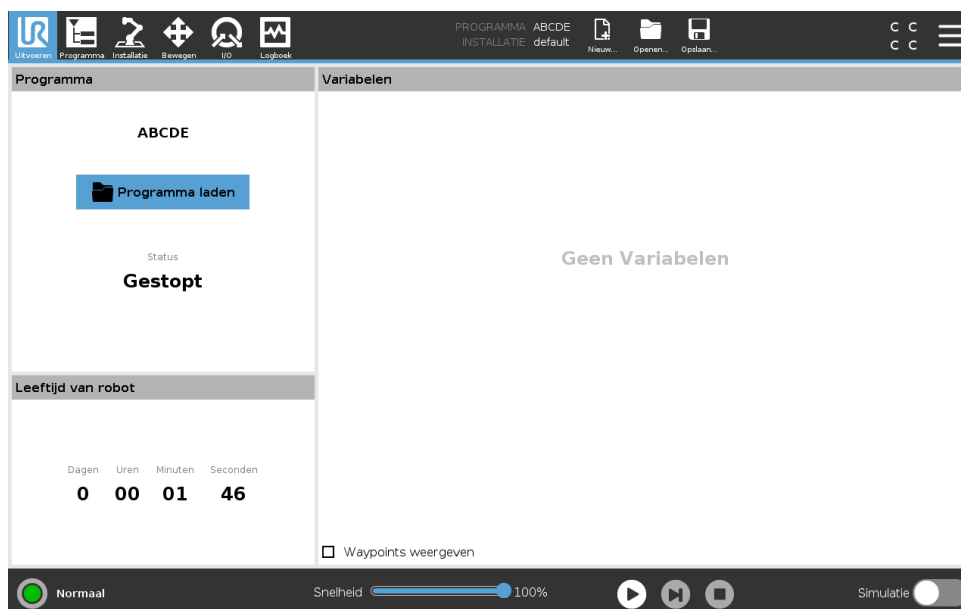 UR
Uitvoeren
Programma
Installatie
Bewegen
I/O
Logboek
PROGRAMMA ABCDE
INSTALLATIE default
Nieuw...
Openen...
Opslaan...
C C
C C
Programma
ABCDE
Programma laden
Status
Gestopt
Variabelen
Geen Variabelen
Waypoints weergeven
Leeftijd van robot
Dagen Uren Minuten Seconden
0 00 01 46
Normaal
Snelheid 100%
Simulatie